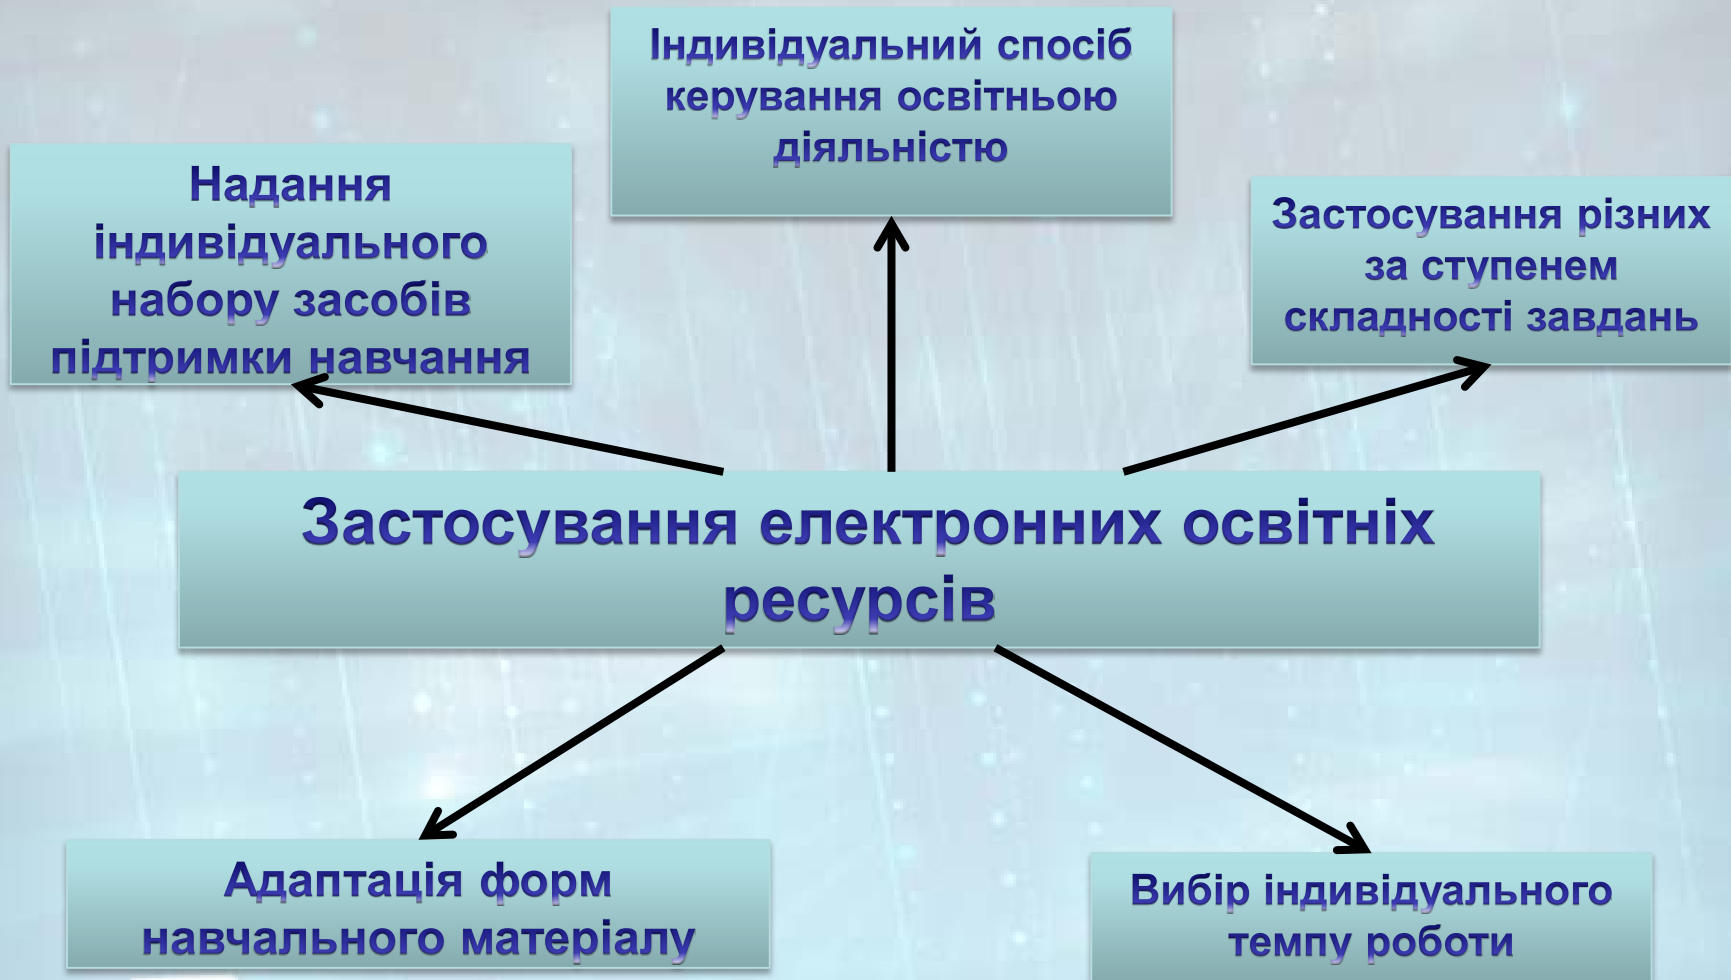 Індивідуальний спосіб
керування освітньою
діяльністю
Надання
індивідуального
набору засобів
підтримки навчання
Застосування різних
за ступенем
складності завдань
Застосування електронних освітніх
ресурсів
Адаптація форм
навчального матеріалу
Вибір індивідуального
темпу роботи